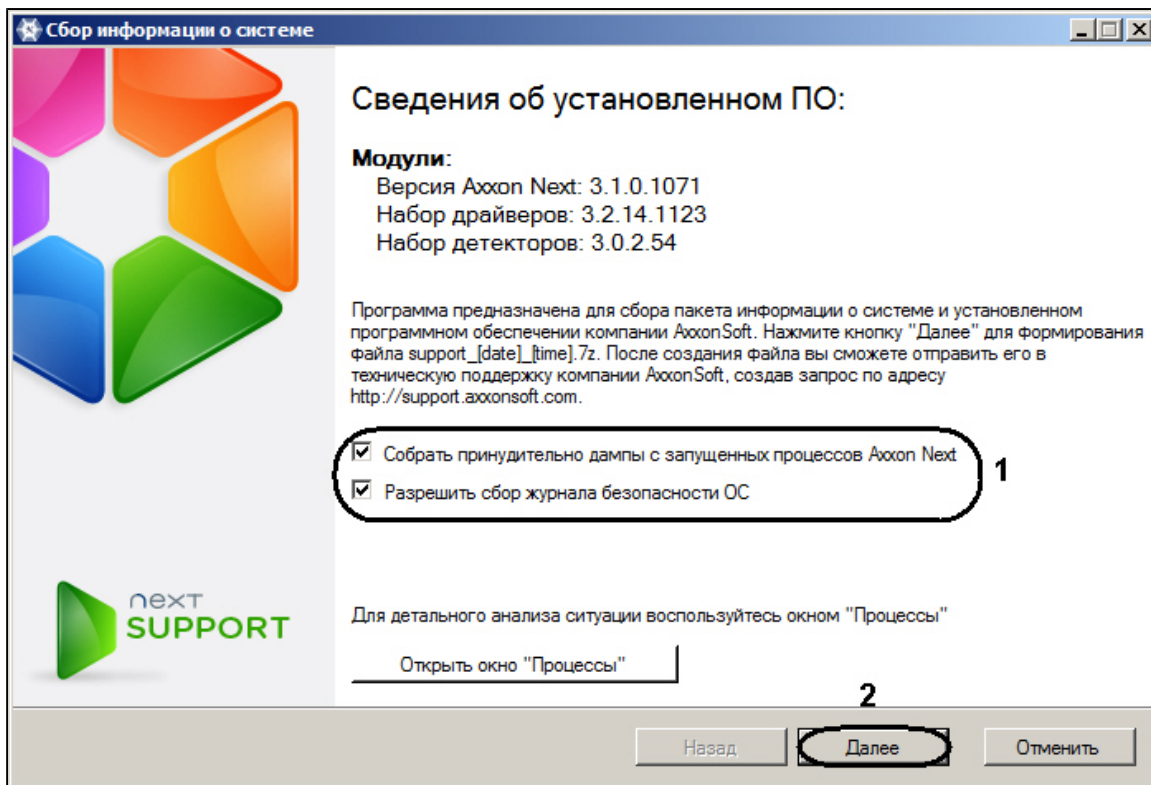 Сбор информации о системе
Сведения об установленном ПО:
Модули:
Версия Axxon Next: 3.1.0.1071
Набор драйверов: 3.2.14.1123
Набор детекторов: 3.0.2.54
Программа предназначена для сбора пакета информации о системе и установленном
программном обеспечении компании AxxonSoft. Нажмите кнопку "Далее" для формирования
файла support_[date]_[time].7z. После создания файла вы сможете отправить его в
техническую поддержку компании AxxonSoft, создав запрос по адресу
http://support.axxonsoft.com.
Собрать принудительно дампы с запущенных процессов Axxon Next
1
Разрешить сбор журнала безопасности ОС
next
SUPPORT
Для детального анализа ситуации воспользуйтесь окном "Процессы"
Открыть окно "Процессы"
2
Назад
Далее
Отменить